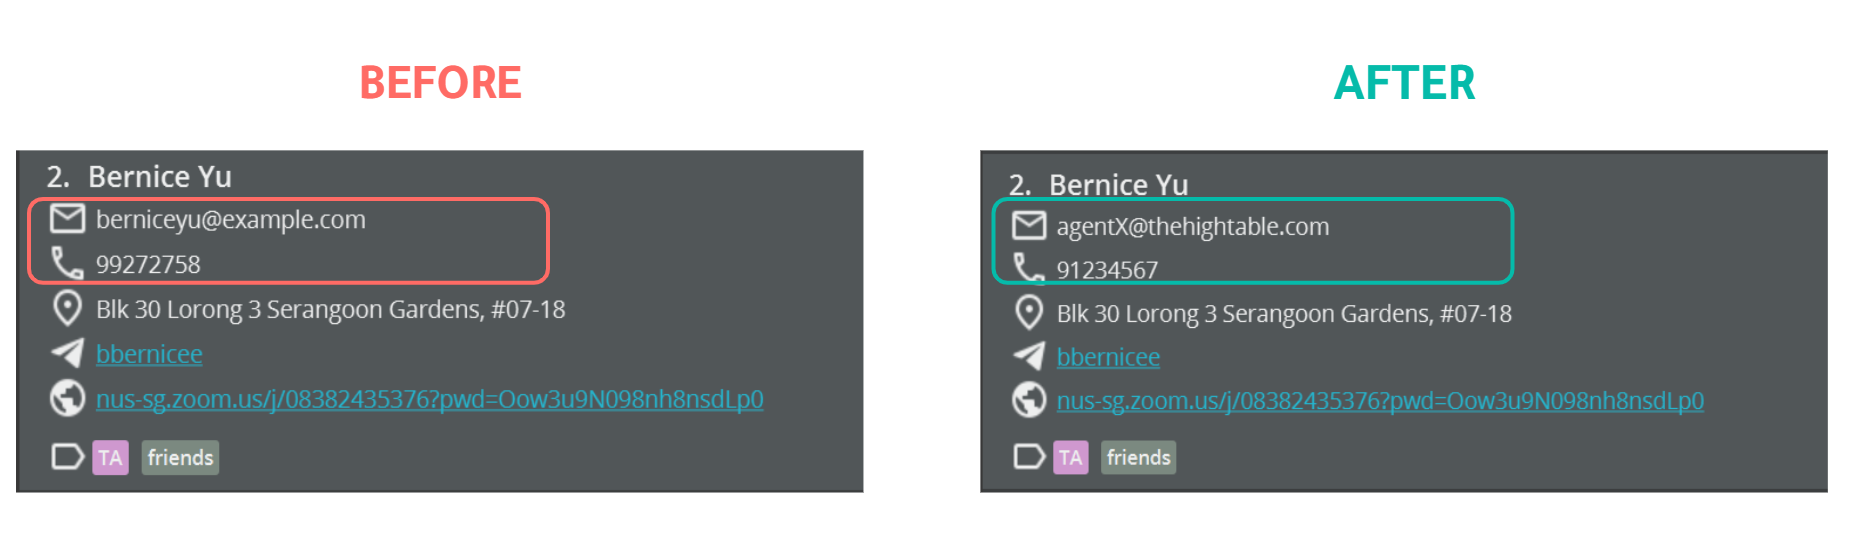 BEFORE
2. Bernice Yu
berniceyu@example.com
99272758
Blk 30 Lorong 3 Serangoon Gardens, #07-18
bbernicee
nus-sg.zoom.us/j/08382435376?pwd=Oow3u9N098nh8nsdLp0
TA friends
AFTER
2. Bernice Yu
agentX@thehightable.com
91234567
Blk 30 Lorong 3 Serangoon Gardens, #07-18
bbernicee
nus-sg.zoom.us/j/08382435376?pwd=Oow3u9N098nh8nsdLp0
TA friends